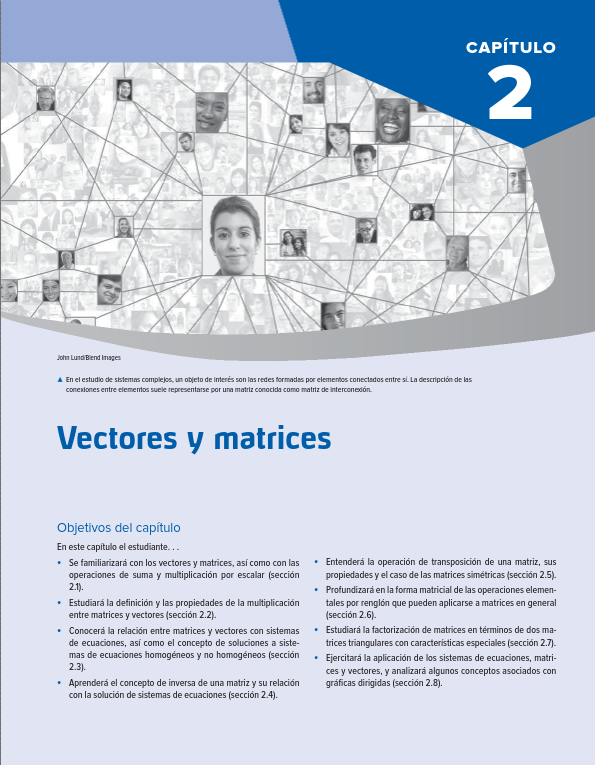 CAPÍTULO
2
John Lund/Blend Images
▲ En el estudio de sistemas complejos, un objeto de interés son las redes formadas por elementos conectados entre sí. La descripción de las
conexiones entre elementos suele representarse por una matriz conocida como matriz de interconexión.
Vectores y matrices
Objetivos del capítulo
En este capítulo el estudiante. . .
• Se familiarizará con los vectores y matrices, así como con las
operaciones de suma y multiplicación por escalar (sección
2.1).
• Estudiará la definición y las propiedades de la multiplicación
entre matrices y vectores (sección 2.2).
• Conocerá la relación entre matrices y vectores con sistemas
de ecuaciones, así como el concepto de soluciones a siste-
mas de ecuaciones homogéneos y no homogéneos (sección
2.3).
• Aprenderá el concepto de inversa de una matriz y su relación
con la solución de sistemas de ecuaciones (sección 2.4).
• Entenderá la operación de transposición de una matriz, sus
propiedades y el caso de las matrices simétricas (sección 2.5).
• Profundizará en la forma matricial de las operaciones elemen-
tales por renglón que pueden aplicarse a matrices en general
(sección 2.6).
• Estudiará la factorización de matrices en términos de dos ma-
trices triangulares con características especiales (sección 2.7).
• Ejercitará la aplicación de los sistemas de ecuaciones, matri-
ces y vectores, y analizará algunos conceptos asociados con
gráficas dirigidas (sección 2.8).